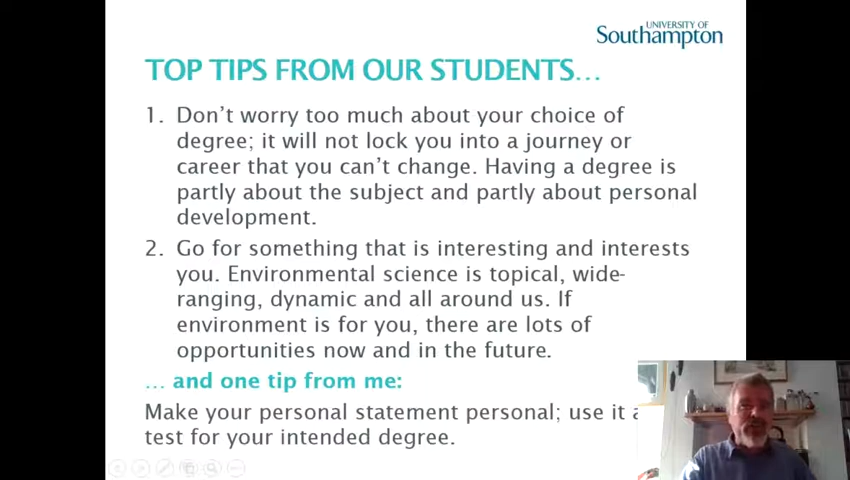 UNIVERSITY OF
Southampton
TOP TIPS FROM OUR STUDENTS...
1. Don't worry too much about your choice of
degree; it will not lock you into a journey or
career that you can't change. Having a degree is
partly about the subject and partly about personal
development.
2. Go for something that is interesting and interests
you. Environmental science is topical, wide-
ranging, dynamic and all around us. If
environment is for you, there are lots of
opportunities now and in the future.
... and one tip from me:
Make your personal statement personal; use it
test for your intended degree.